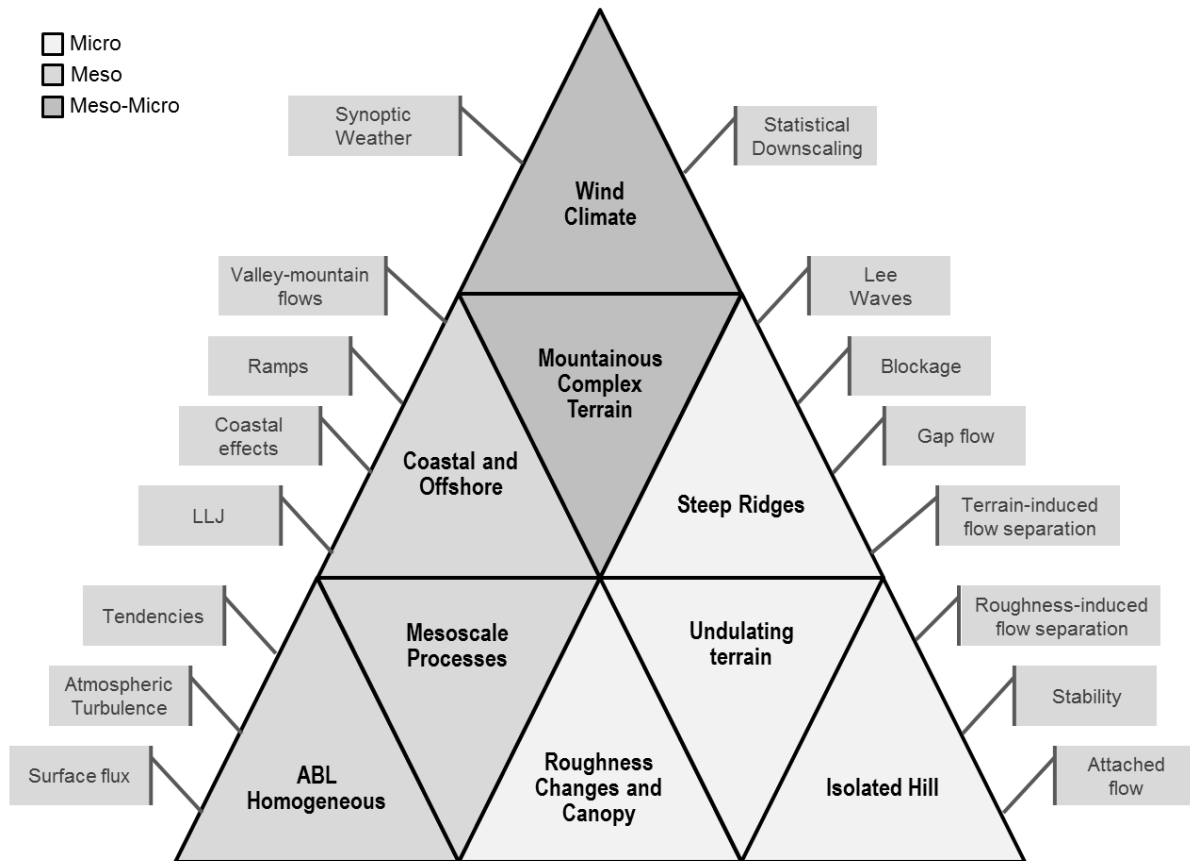 Micro
Meso
Meso-Micro
Synoptic
Weather
Statistical
Downscaling
Wind
Climate
Valley-mountain
flows
Lee
Waves
Ramps
Mountainous
Complex
Terrain
Blockage
Coastal
effects
Gap flow
Coastal and
Offshore
Steep Ridges
LLJ
Terrain-induced
flow separation
Tendencies
Mesoscale
Processes
Undulating
terrain
Roughness-induced
flow separation
Atmospheric
Turbulence
Stability
Surface flux
ABL
Homogeneous
Roughness
Changes and
Canopy
Isolated Hill
Attached
flow